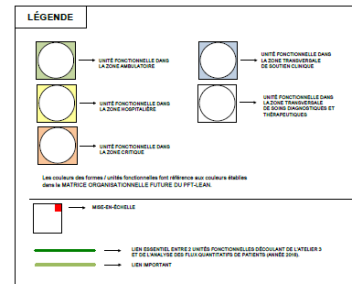 LÉGENDE
UNITÉ FONCTIONNELLE DANS
LA ZONE AMBULATOIRE
UNITÉ FONCTIONNELLE DANS
LA ZONE TRANSVERSALE
DE SOUTIEN CLINIQUE
UNITÉ FONCTIONNELLE DANS
LA ZONE HOSPITALIÈRE
UNITÉ FONCTIONNELLE DANS
LA ZONE TRANSVERSALE
DE SOINS DIAGNOSTIQUES ET
THÉRAPEUTIQUES
UNITÉ FONCTIONNELLE DANS
LA ZONE CRITIQUE
Les couleurs des formes / unités fonctionnelles font référence aux couleurs établies
dans la MATRICE ORGANISATIONNELLE FUTURE DU PFT-LEAN.
MISE-EN-ÉCHELLE
LIEN ESSENTIEL ENTRE 2 UNITÉS FONCTIONNELLES DÉCOULANT DE L'ATELIER 3
ET DE L'ANALYSE DES FLUX QUANTITATIFS DE PATIENTS (ANNÉE 2018).
LIEN IMPORTANT